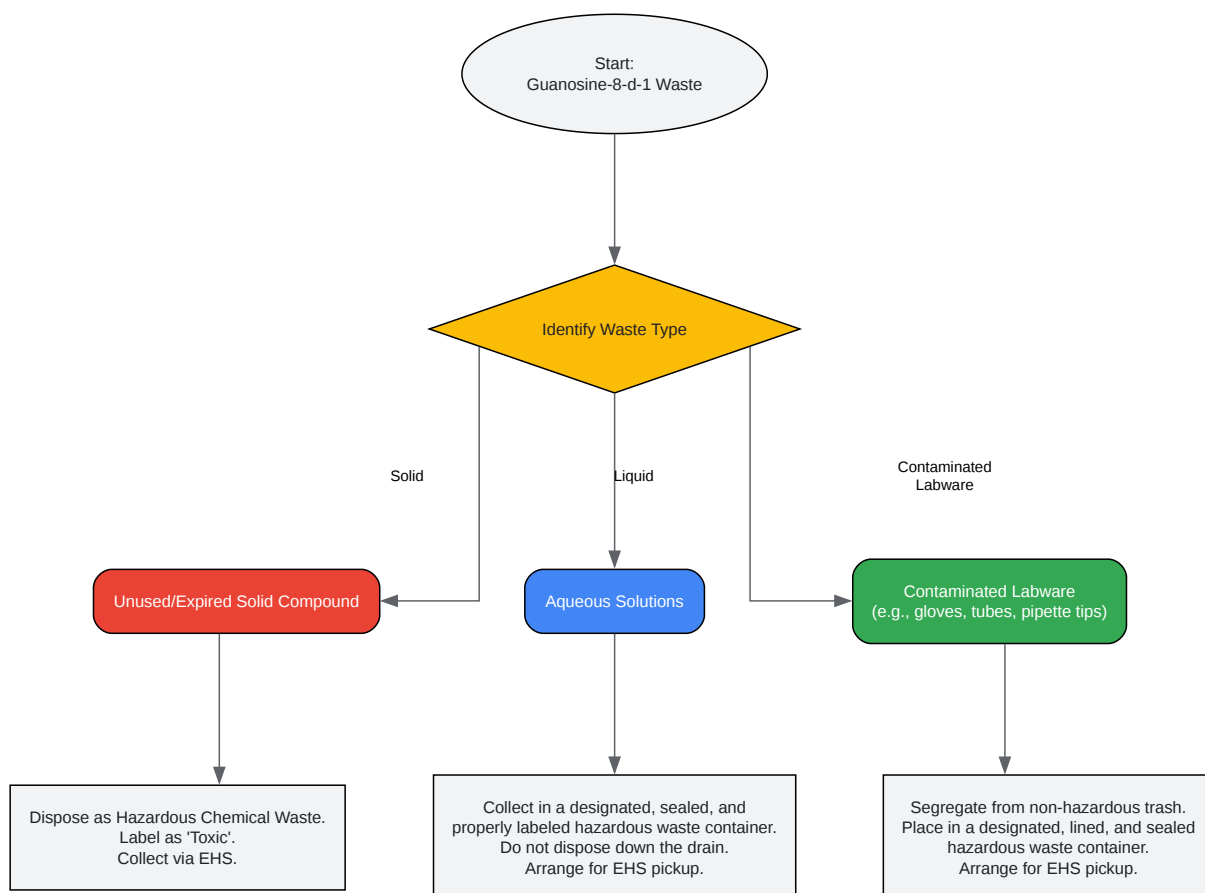 Start:
Guanosine-8-d-1 Waste
Identify Waste Type
Solid
Liquid
Contaminated
Labware
Unused/Expired Solid Compound
Aqueous Solutions
Contaminated Labware
(e.g., gloves, tubes, pipette tips)
Dispose as Hazardous Chemical Waste.
Label as 'Toxic'.
Collect via EHS.
Collect in a designated, sealed, and
properly labeled hazardous waste container.
Do not dispose down the drain.
Arrange for EHS pickup.
Segregate from non-hazardous trash.
Place in a designated, lined, and sealed
hazardous waste container.
Arrange for EHS pickup.